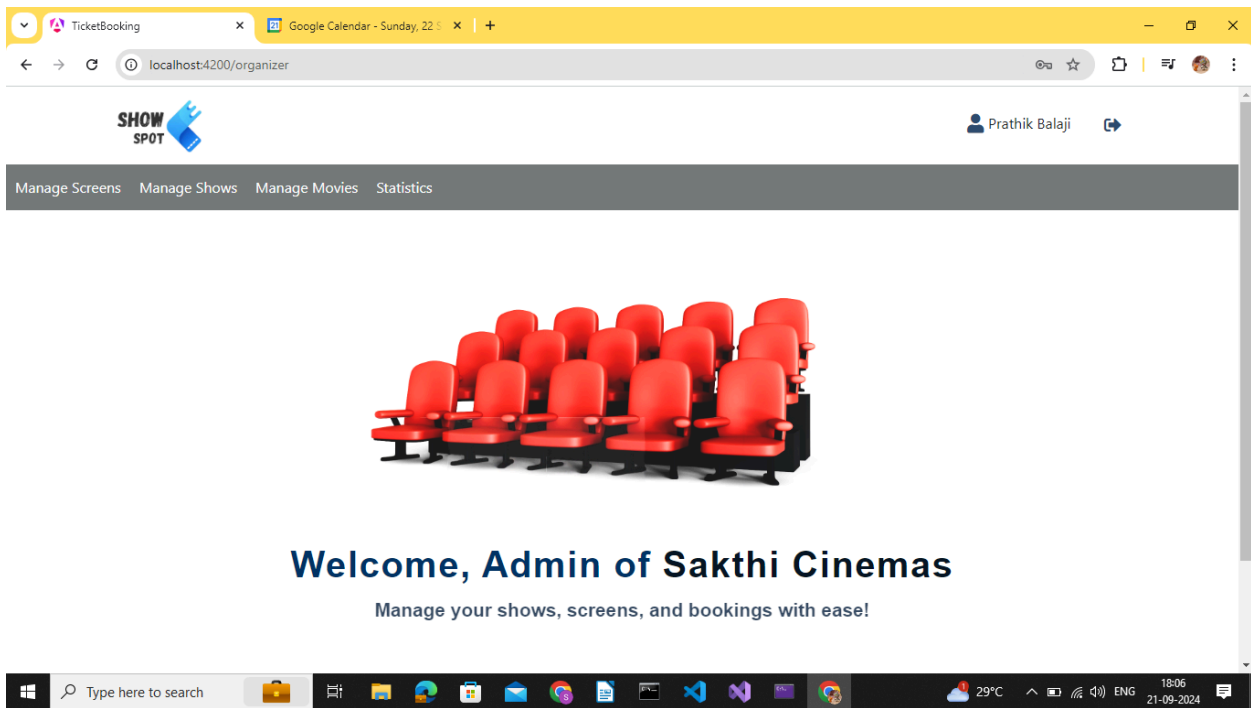 TicketBooking
21 Google Calendar - Sunday, 22 S
localhost:4200/organizer
SHOW
SPOT
Prathik Balaji
Manage Screens Manage Shows Manage Movies Statistics
Welcome, Admin of Sakthi Cinemas
Manage your shows, screens, and bookings with ease!
Type here to search
1 29°C ENG
18:06
21-09-2024